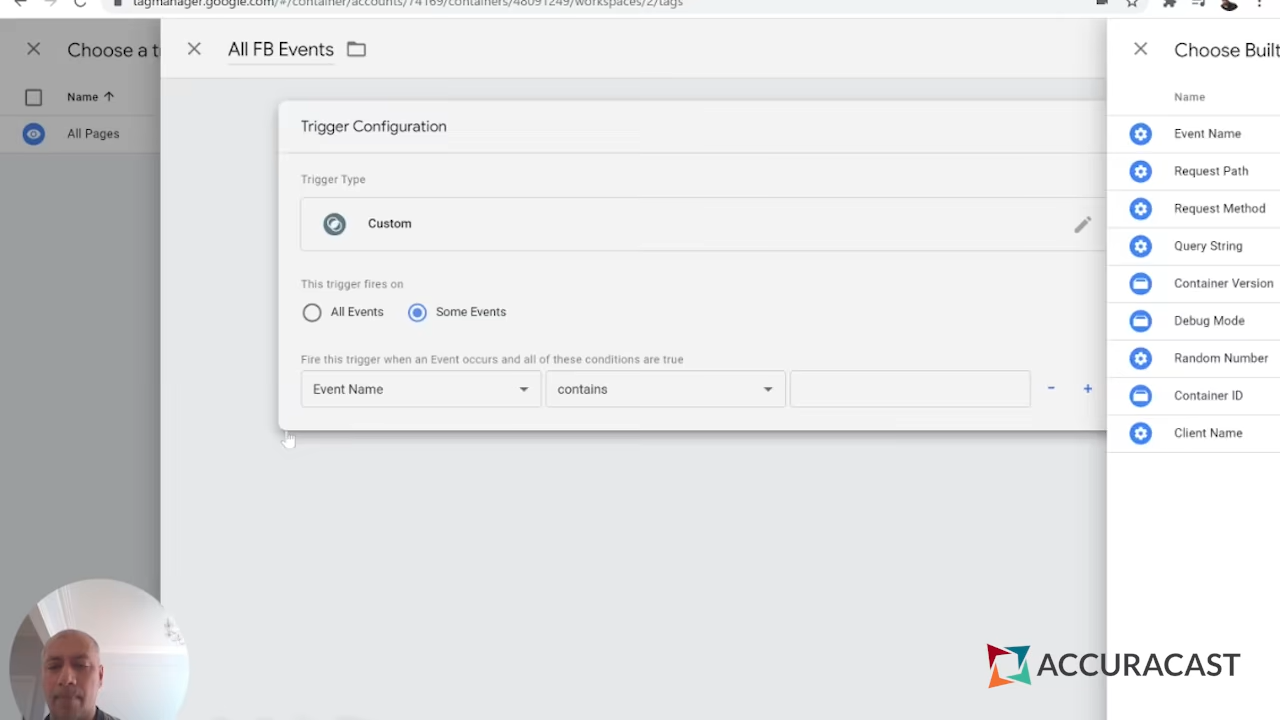 tagmanager.google.com/#/container/accounts/74169/containers/48091249/workspaces/2/tags
Choose a t
All FB Events
Choose Built
Name
Name
All Pages
Trigger Configuration
Event Name
Request Path
Trigger Type
Custom
Request Method
Query String
This trigger fires on
Container Version
All Events
Some Events
Debug Mode
Fire this trigger when an Event occurs and all of these conditions are true
Random Number
Event Name
contains
-
+
Container ID
Client Name
ACCURACAST